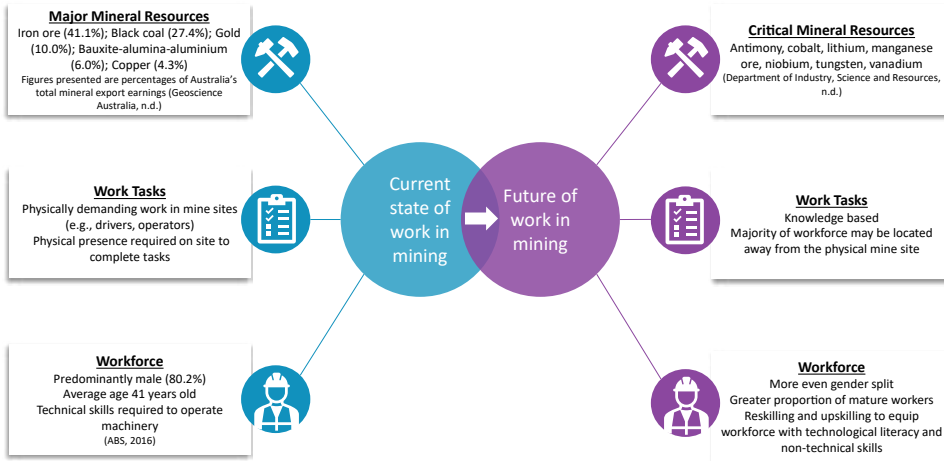 Major Mineral Resources
Iron ore (41.1%); Black coal (27.4%); Gold
(10.0%); Bauxite-alumina-aluminium
(6.0%); Copper (4.3%)
Figures presented are percentages of Australia's
total mineral export earnings (Geoscience
Australia, n.d.)
Work Tasks
Physically demanding work in mine sites
(e.g., drivers, operators)
Physical presence required on site to
complete tasks
Workforce
Predominantly male (80.2%)
Average age 41 years old
Technical skills required to operate
machinery
(ABS, 2016)
Current
state of
work in
mining
Future of
work in
mining
Critical Mineral Resources
Antimony, cobalt, lithium, manganese
ore, niobium, tungsten, vanadium
(Department of Industry, Science and Resources,
n.d.)
Work Tasks
Knowledge based
Majority of workforce may be located
away from the physical mine site
Workforce
More even gender split
Greater proportion of mature workers
Reskilling and upskilling to equip
workforce with technological literacy and
non-technical skills